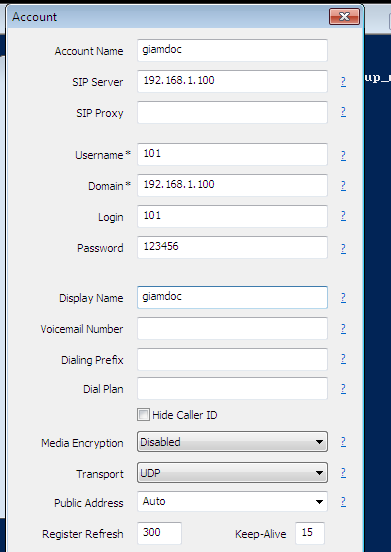 Account
Account Name giamdoc
SIP Server 192.168.1.100 ?
SIP Proxy ?
Username* 101 ?
Domain* 192.168.1.100 ?
Login 101 ?
Password 123456 ?
Display Name giamdoc ?
Voicemail Number ?
Dialing Prefix ?
Dial Plan ?
Hide Caller ID ?
Media Encryption Disabled ?
Transport UDP ?
Public Address Auto ?
Register Refresh 300 Keep-Alive 15 ?